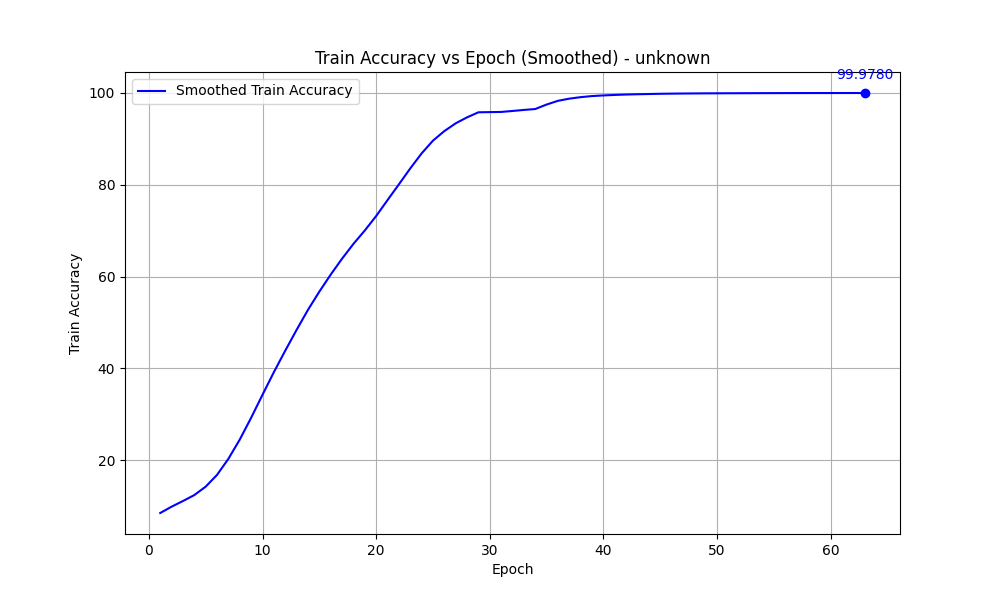 Train Accuracy vs Epoch (Smoothed) - unknown
99.9780
Smoothed Train Accuracy
100
80
60
40
20
Train Accuracy
0 10 20 30 40 50 60
Epoch